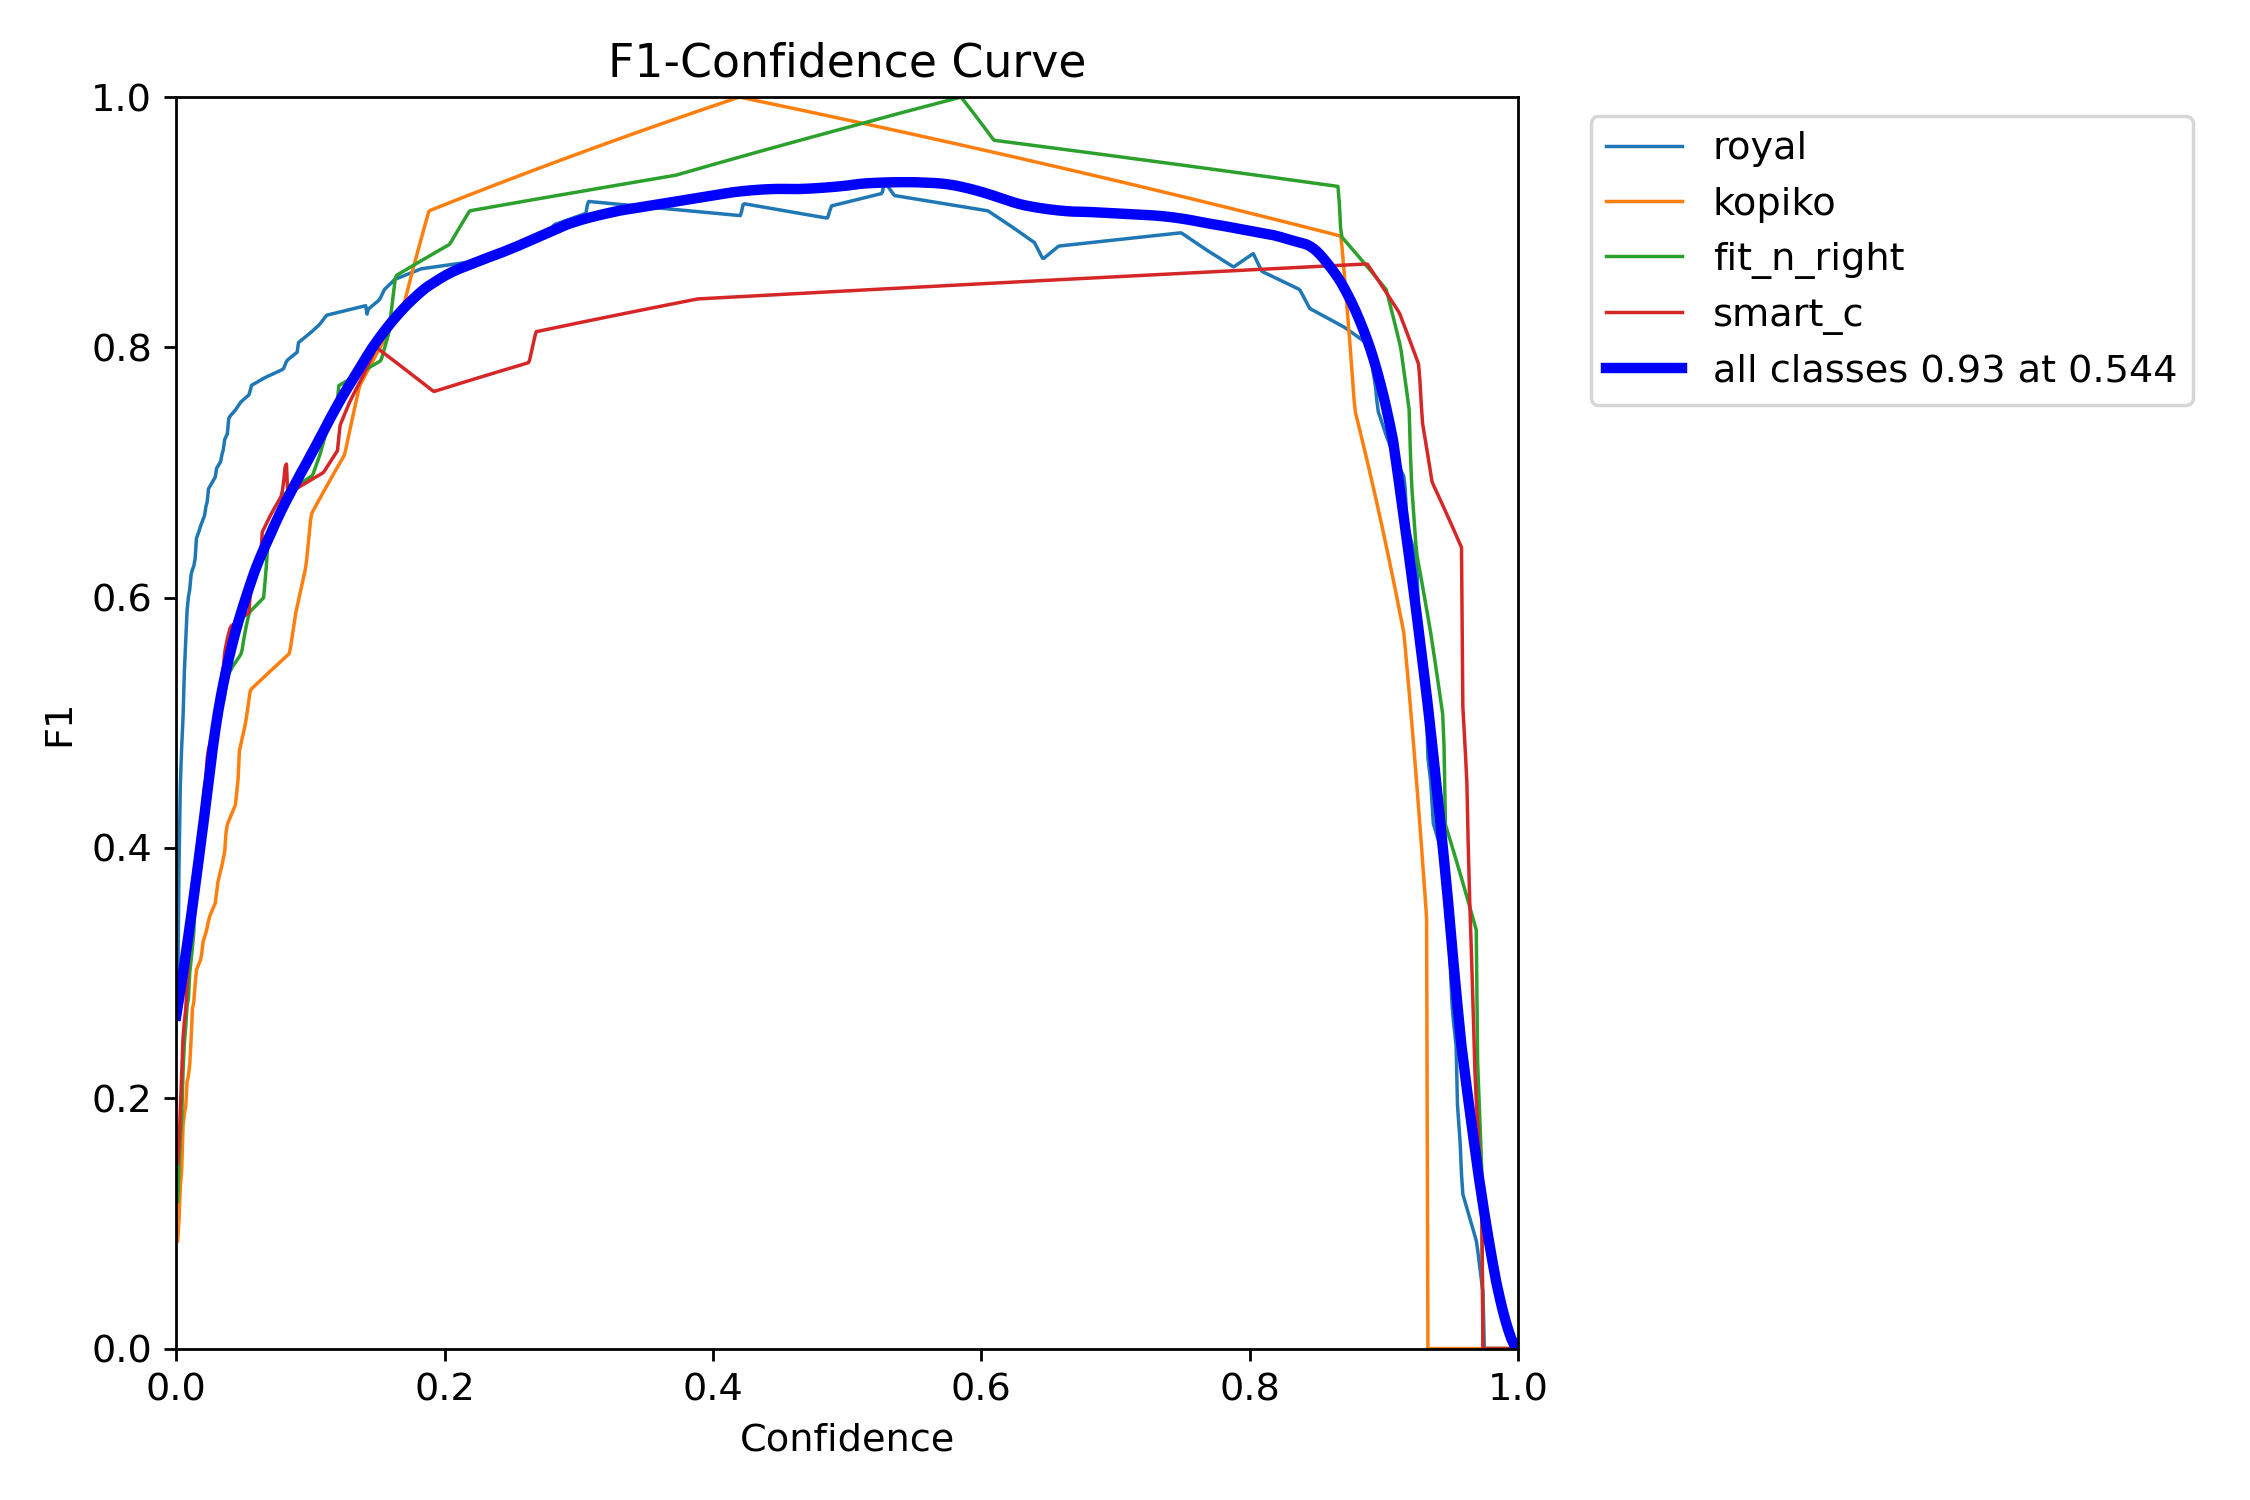 F1-Confidence Curve
1.0
0.8
0.6
0.4
0.2
0.0
F1
0.0 0.2 0.4 0.6 0.8 1.0
Confidence
royal
kopiko
fit_n_right
smart_c
all classes 0.93 at 0.544